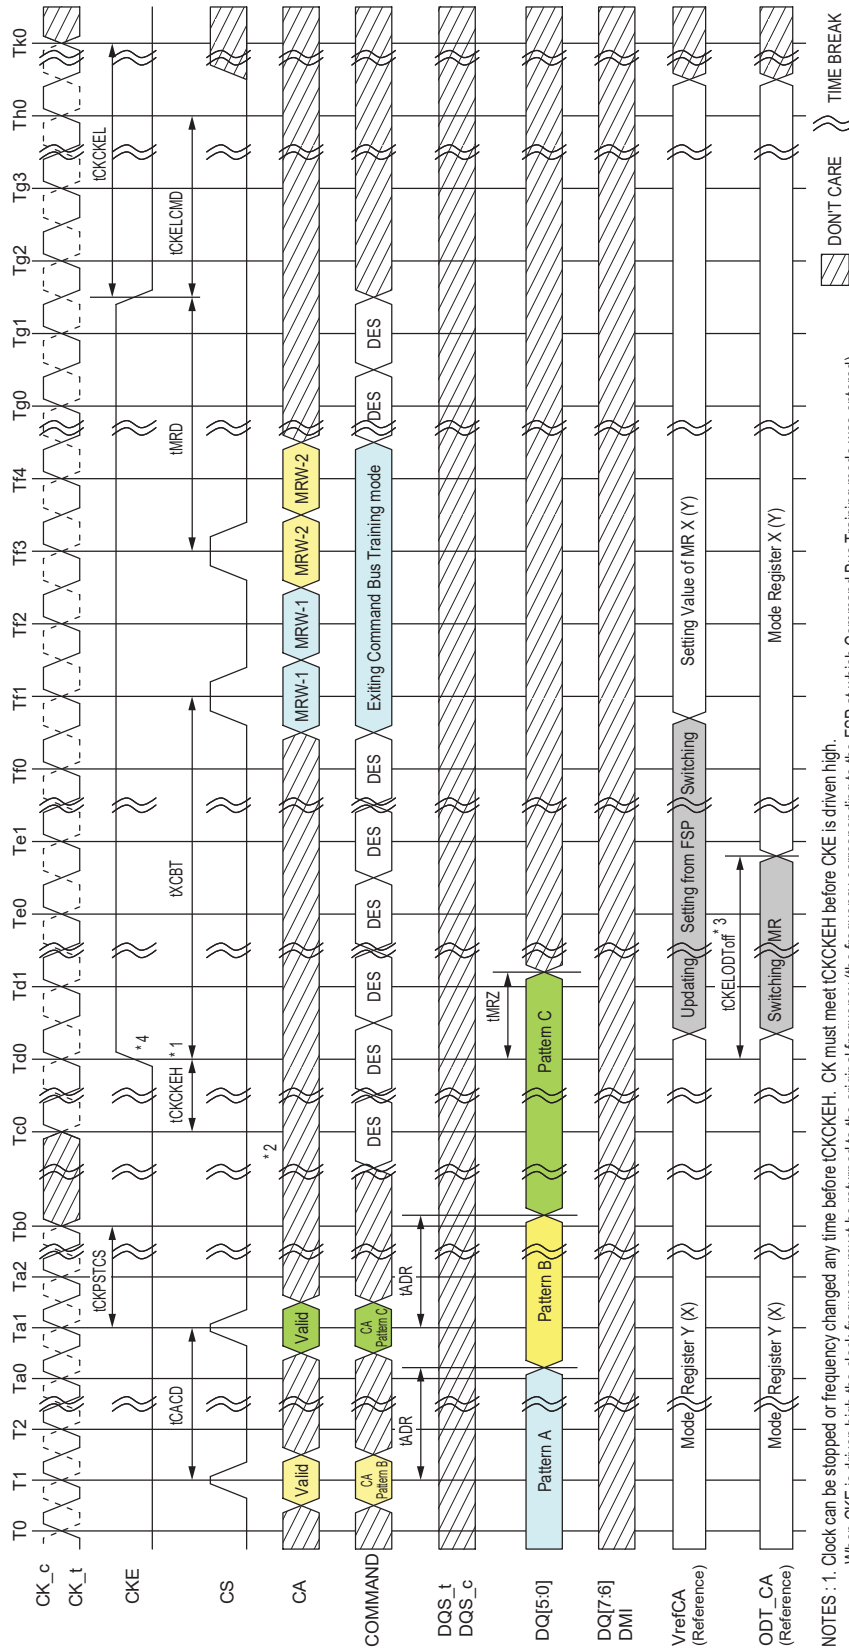 T0 T1 T2 Ta0 Ta1 Ta2 Tb0 Tc0 Td0 Td1 Te0 Te1 Tf0 Tf1 Tf2 Tf3 Tf4 Tg0 Tg1 Tg2 Tg3 Th0 Tk0
CK_c
CK_t
tCKPSTCS
tCKCKEL
CKE
* 4
tCACD
tCKCKEH * 1
tXCBT
tMRD
tCKELCMD
CS
* 2
CA
Valid Valid MRW-1 MRW-1 MRW-2 MRW-2
COMMAND
CA Pattern B
CA Pattern C
DES DES DES DES DES DES Exiting Command Bus Training mode DES DES
tADR tADR
DQS_t
DQS_c
tMRZ
DQ[5:0]
Pattern A Pattern B Pattern C
DQ[7:6]
DMI
VrefCA
(Reference)
Mode Register Y (X) Updating Setting from FSP Switching Setting Value of MR X (Y)
tCKELODToff * 3
ODT_CA
(Reference)
Mode Register Y (X) Switching MR Mode Register X (Y)
NOTES : 1. Clock can be stopped or frequency changed any time before tCKCKEH. CK must meet tCKCKEH before CKE is driven high.
DON'T CARE TIME BREAK